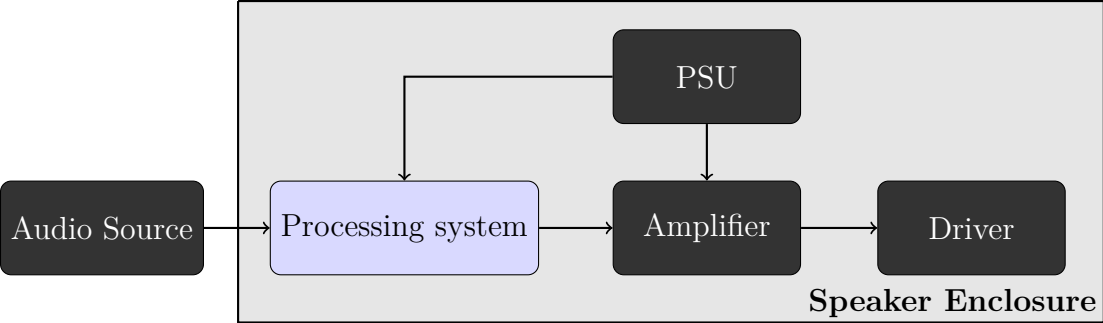 PSU
Audio Source
Processing system
Amplifier
Driver
Speaker Enclosure